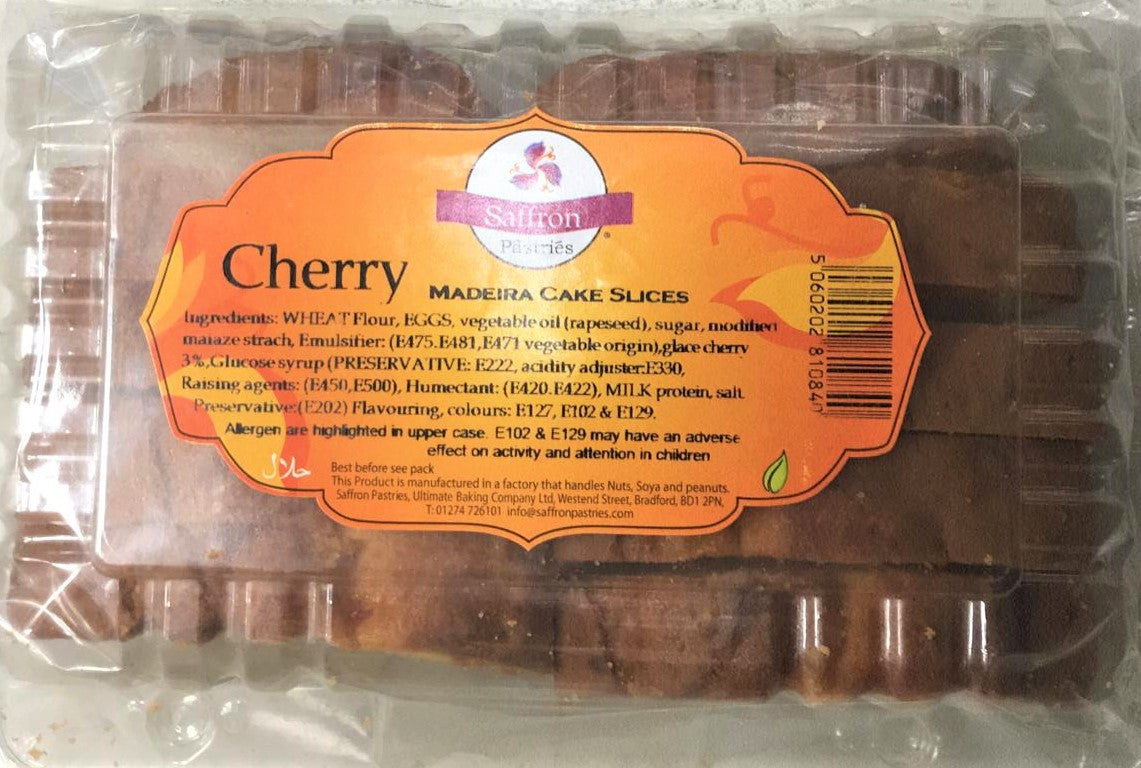 Saffron
Pastries
Cherry
MADEIRA CAKE SLICES
Ingredients: WHEAT Flour, EGGS, vegetable oil (rapeseed), sugar, modified
maiaze strach, Emulsifier: (E475.E481,E471 vegetable origin),glace cherry
3%,Glucose syrup (PRESERVATIVE: E222, acidity adjuster:E330,
Raising agents: (E450,E500), Humectant: (E420.E422), MILK protein, salt
Preservative:(E202) Flavouring, colours: E127, E102 & E129.
Allergen are highlighted in upper case. E102 & E129 may have an adverse
effect on activity and attention in children
حلال
Best before see pack
This Product is manufactured in a factory that handles Nuts, Soya and peanuts.
Saffron Pastries, Ultimate Baking Company Ltd, Westend Street, Bradford, BD1 2PN,
T: 01274 726101 info@saffronpastries.com
5 060202 810840